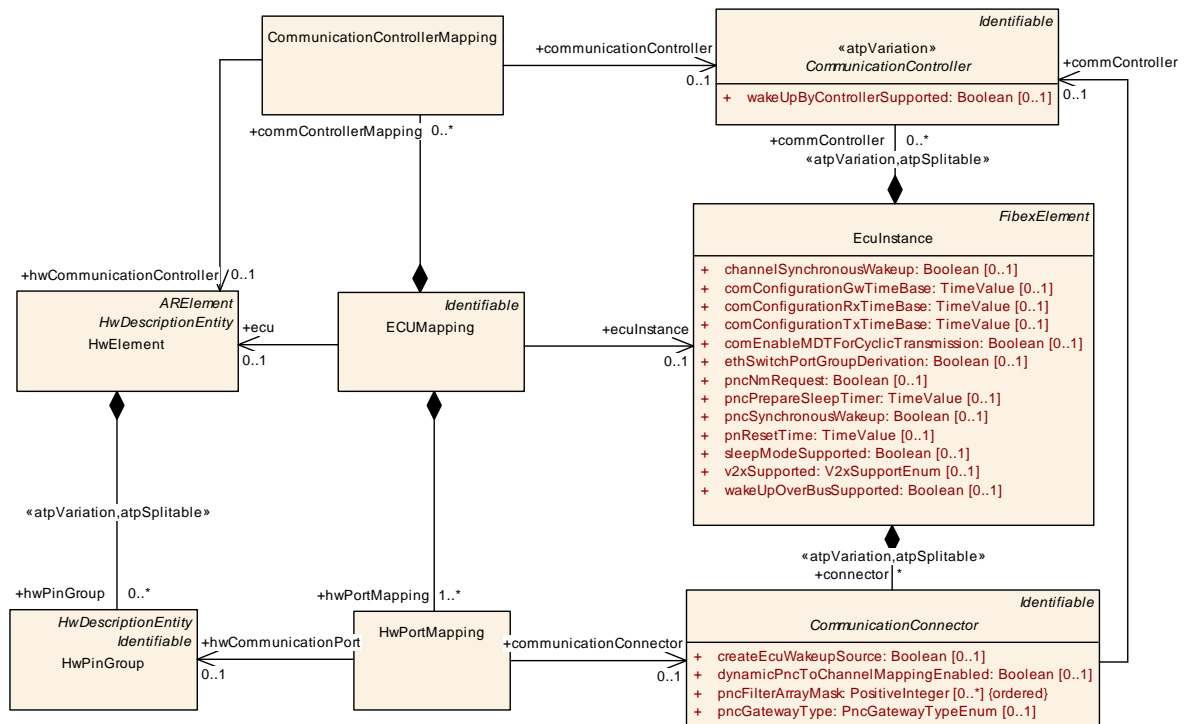 CommunicationControllerMapping
+communicationController
0..1
Identifiable
«atpVariation»
CommunicationController
+ wakeUpByControllerSupported: Boolean [0..1]
+commController
0..1
+commControllerMapping 0..*
+commController 0..*
«atpVariation,atpSplitable»
FibexElement
EcuInstance
+ channelSynchronousWakeup: Boolean [0..1]
+ comConfigurationGwTimeBase: TimeValue [0..1]
+ comConfigurationRxTimeBase: TimeValue [0..1]
+ comConfigurationTxTimeBase: TimeValue [0..1]
+ comEnableMDTForCyclicTransmission: Boolean [0..1]
+ ethSwitchPortGroupDerivation: Boolean [0..1]
+ pncNmRequest: Boolean [0..1]
+ pncPrepareSleepTimer: TimeValue [0..1]
+ pncSynchronousWakeup: Boolean [0..1]
+ pnResetTime: TimeValue [0..1]
+ sleepModeSupported: Boolean [0..1]
+ v2xSupported: V2xSupportEnum [0..1]
+ wakeUpOverBusSupported: Boolean [0..1]
+hwCommunicationController 0..1
ARElement
HwDescriptionEntity
HwElement
+ecu
0..1
Identifiable
ECUMapping
+ecuInstance
0..1
«atpVariation,atpSplitable»
«atpVariation,atpSplitable»
+connector *
+hwPinGroup 0..*
+hwPortMapping 1..*
HwDescriptionEntity
Identifiable
HwPinGroup
+hwCommunicationPort
0..1
HwPortMapping
+communicationConnector
0..1
Identifiable
CommunicationConnector
+ createEcuWakeupSource: Boolean [0..1]
+ dynamicPncToChannelMappingEnabled: Boolean [0..1]
+ pncFilterArrayMask: PositiveInteger [0..*] {ordered}
+ pncGatewayType: PncGatewayTypeEnum [0..1]